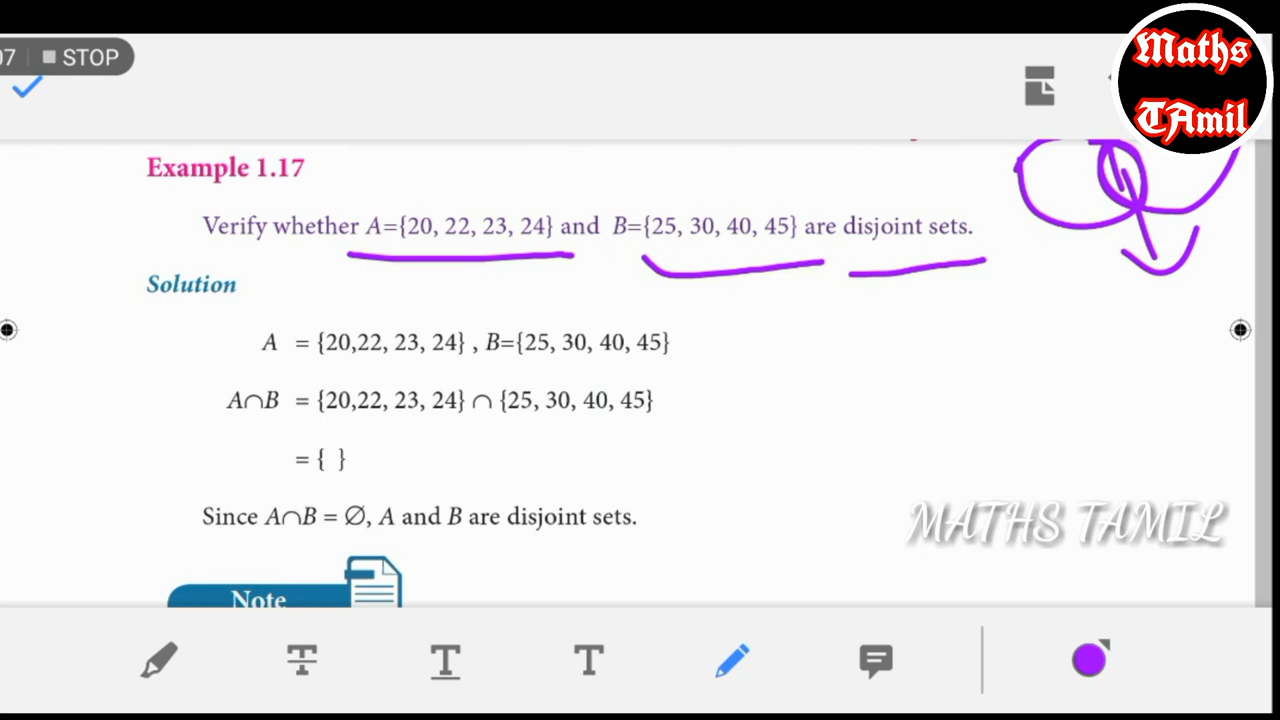 07 STOP
Maths
TAmil
Example 1.17
Verify whether A={20, 22, 23, 24} and B={25, 30, 40, 45} are disjoint sets.
Solution
A = {20,22, 23, 24} , B={25, 30, 40, 45}
A∩B = {20,22, 23, 24} ∩ {25, 30, 40, 45}
= { }
Since A∩B = ∅, A and B are disjoint sets.
MATHS TAMIL
Note
T T T